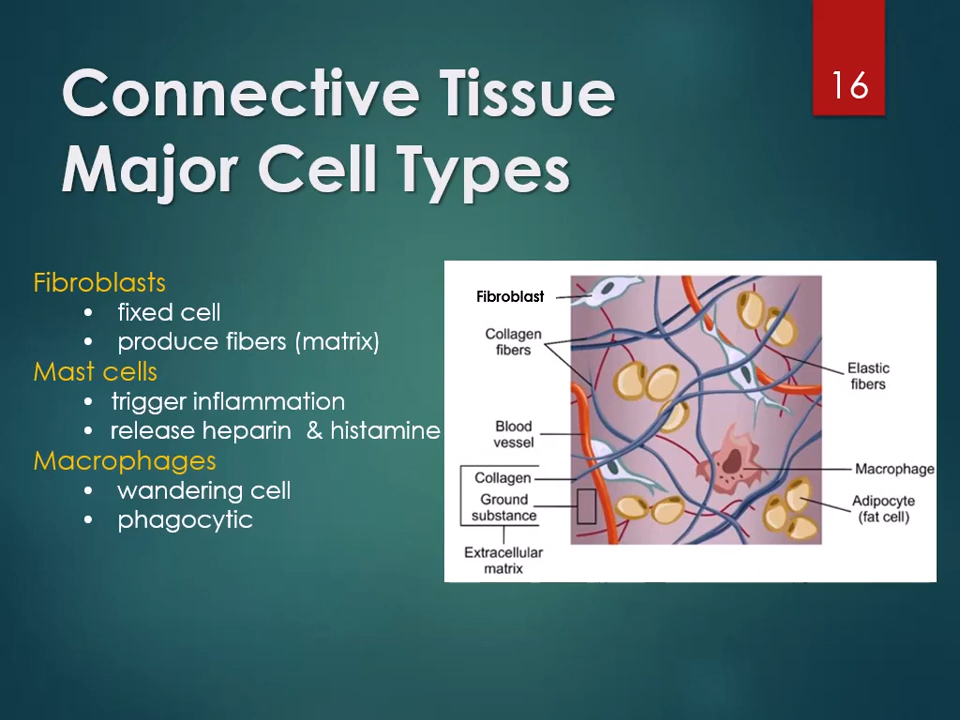 Connective Tissue
Major Cell Types
16
Fibroblasts
• fixed cell
• produce fibers (matrix)
Mast cells
• trigger inflammation
• release heparin & histamine
Macrophages
• wandering cell
• phagocytic
Fibroblast
Collagen
fibers
Blood
vessel
Collagen
Ground
substance
Extracellular
matrix
Elastic
fibers
Macrophage
Adipocyte
(fat cell)